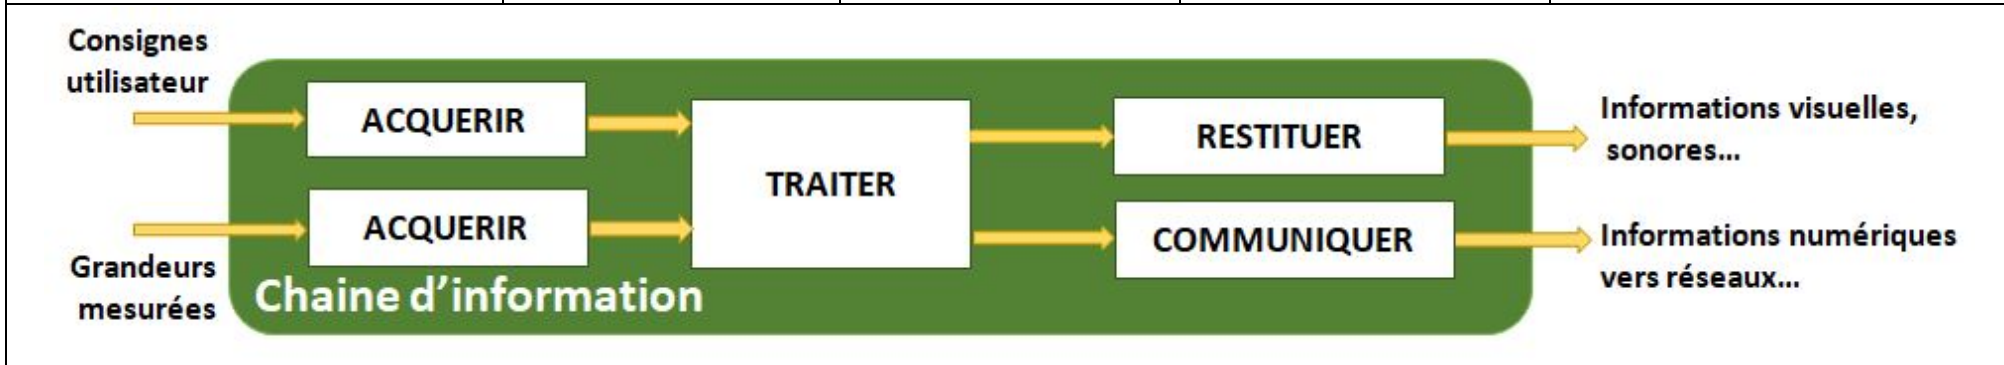 Consignes
utilisateur
ACQUERIR
ACQUERIR
Grandeurs
mesurées
TRAITER
RESTITUER
COMMUNIQUER
Chaine d’information
Informations visuelles,
sonores...
Informations numériques
vers réseaux...